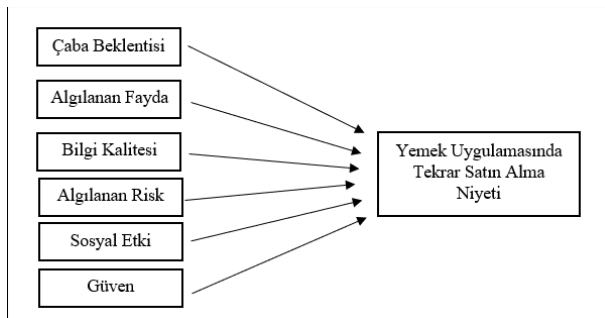 Çaba Beklentisi
Algılanan Fayda
Bilgi Kalitesi
Algılanan Risk
Sosyal Etki
Güven
Yemek Uygulamasında
Tekrar Satın Alma
Niyeti